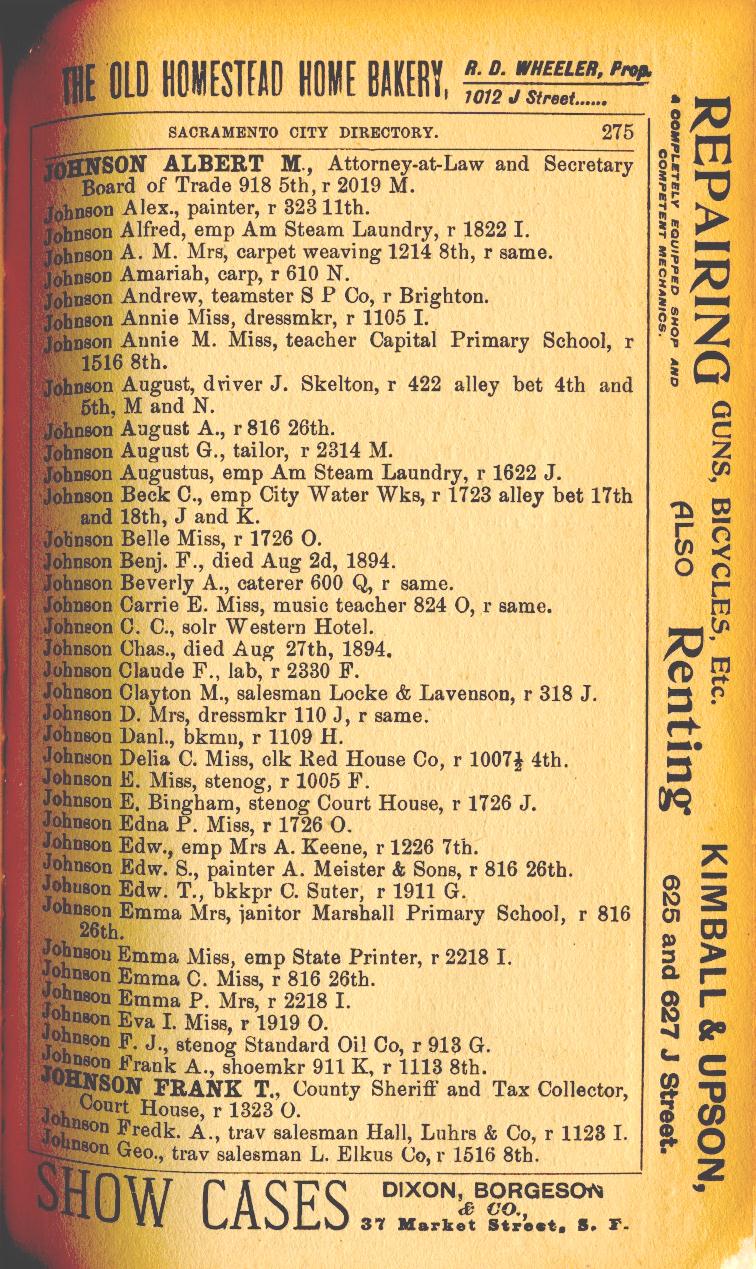 THE OLD HOMESTEAD HOME BAKERY, R. D. WHEELER, Prop.
1012 J Street......
SACRAMENTO CITY DIRECTORY. 275
JOHNSON ALBERT M., Attorney-at-Law and Secretary
Board of Trade 918 5th, r 2019 M.
Johnson Alex., painter, r 323 11th.
Johnson Alfred, emp Am Steam Laundry, r 1822 I.
Johnson A. M. Mrs, carpet weaving 1214 8th, r same.
Johnson Amariah, carp, r 610 N.
Johnson Andrew, teamster S P Co, r Brighton.
Johnson Annie Miss, dressmkr, r 1105 I.
Johnson Annie M. Miss, teacher Capital Primary School, r
1516 8th.
Johnson August, driver J. Skelton, r 422 alley bet 4th and
5th, M and N.
Johnson August A., r 816 26th.
Johnson August G., tailor, r 2314 M.
Johnson Augustus, emp Am Steam Laundry, r 1622 J.
Johnson Beck C., emp City Water Wks, r 1723 alley bet 17th
and 18th, J and K.
Johnson Belle Miss, r 1726 O.
Johnson Benj. F., died Aug 2d, 1894.
Johnson Beverly A., caterer 600 Q, r same.
Johnson Carrie E. Miss, music teacher 824 O, r same.
Johnson C. C., solr Western Hotel.
Johnson Chas., died Aug 27th, 1894.
Johnson Claude F., lab, r 2330 F.
Johnson Clayton M., salesman Locke & Lavenson, r 318 J.
Johnson D. Mrs, dressmkr 110 J, r same.
Johnson Danl., bkmn, r 1109 H.
Johnson Delia C. Miss, clk Red House Co, r 1007½ 4th.
Johnson E. Miss, stenog, r 1005 F.
Johnson E. Bingham, stenog Court House, r 1726 J.
Johnson Edna P. Miss, r 1726 O.
Johnson Edw., emp Mrs A. Keene, r 1226 7th.
Johnson Edw. S., painter A. Meister & Sons, r 816 26th.
Johnson Edw. T., bkkpr C. Suter, r 1911 G.
Johnson Emma Mrs, janitor Marshall Primary School, r 816
26th.
Johnson Emma Miss, emp State Printer, r 2218 I.
Johnson Emma C. Miss, r 816 26th.
Johnson Emma P. Mrs, r 2218 I.
Johnson Eva I. Miss, r 1919 O.
Johnson F. J., stenog Standard Oil Co, r 913 G.
Johnson Frank A., shoemkr 911 K, r 1113 8th.
JOHNSON FRANK T., County Sheriff and Tax Collector,
Court House, r 1323 O.
Johnson Fredk. A., trav salesman Hall, Luhrs & Co, r 1123 I.
Johnson Geo., trav salesman L. Elkus Co, r 1516 8th.
SHOW CASES DIXON, BORGESON
& CO.,
37 Market Street, S. F.
REPAIRING GUNS, BICYCLES, Etc. KIMBALL & UPSON,
A COMPLETELY EQUIPPED SHOP AND
COMPETENT MECHANICS.
ALSO Renting 625 and 627 J Street.